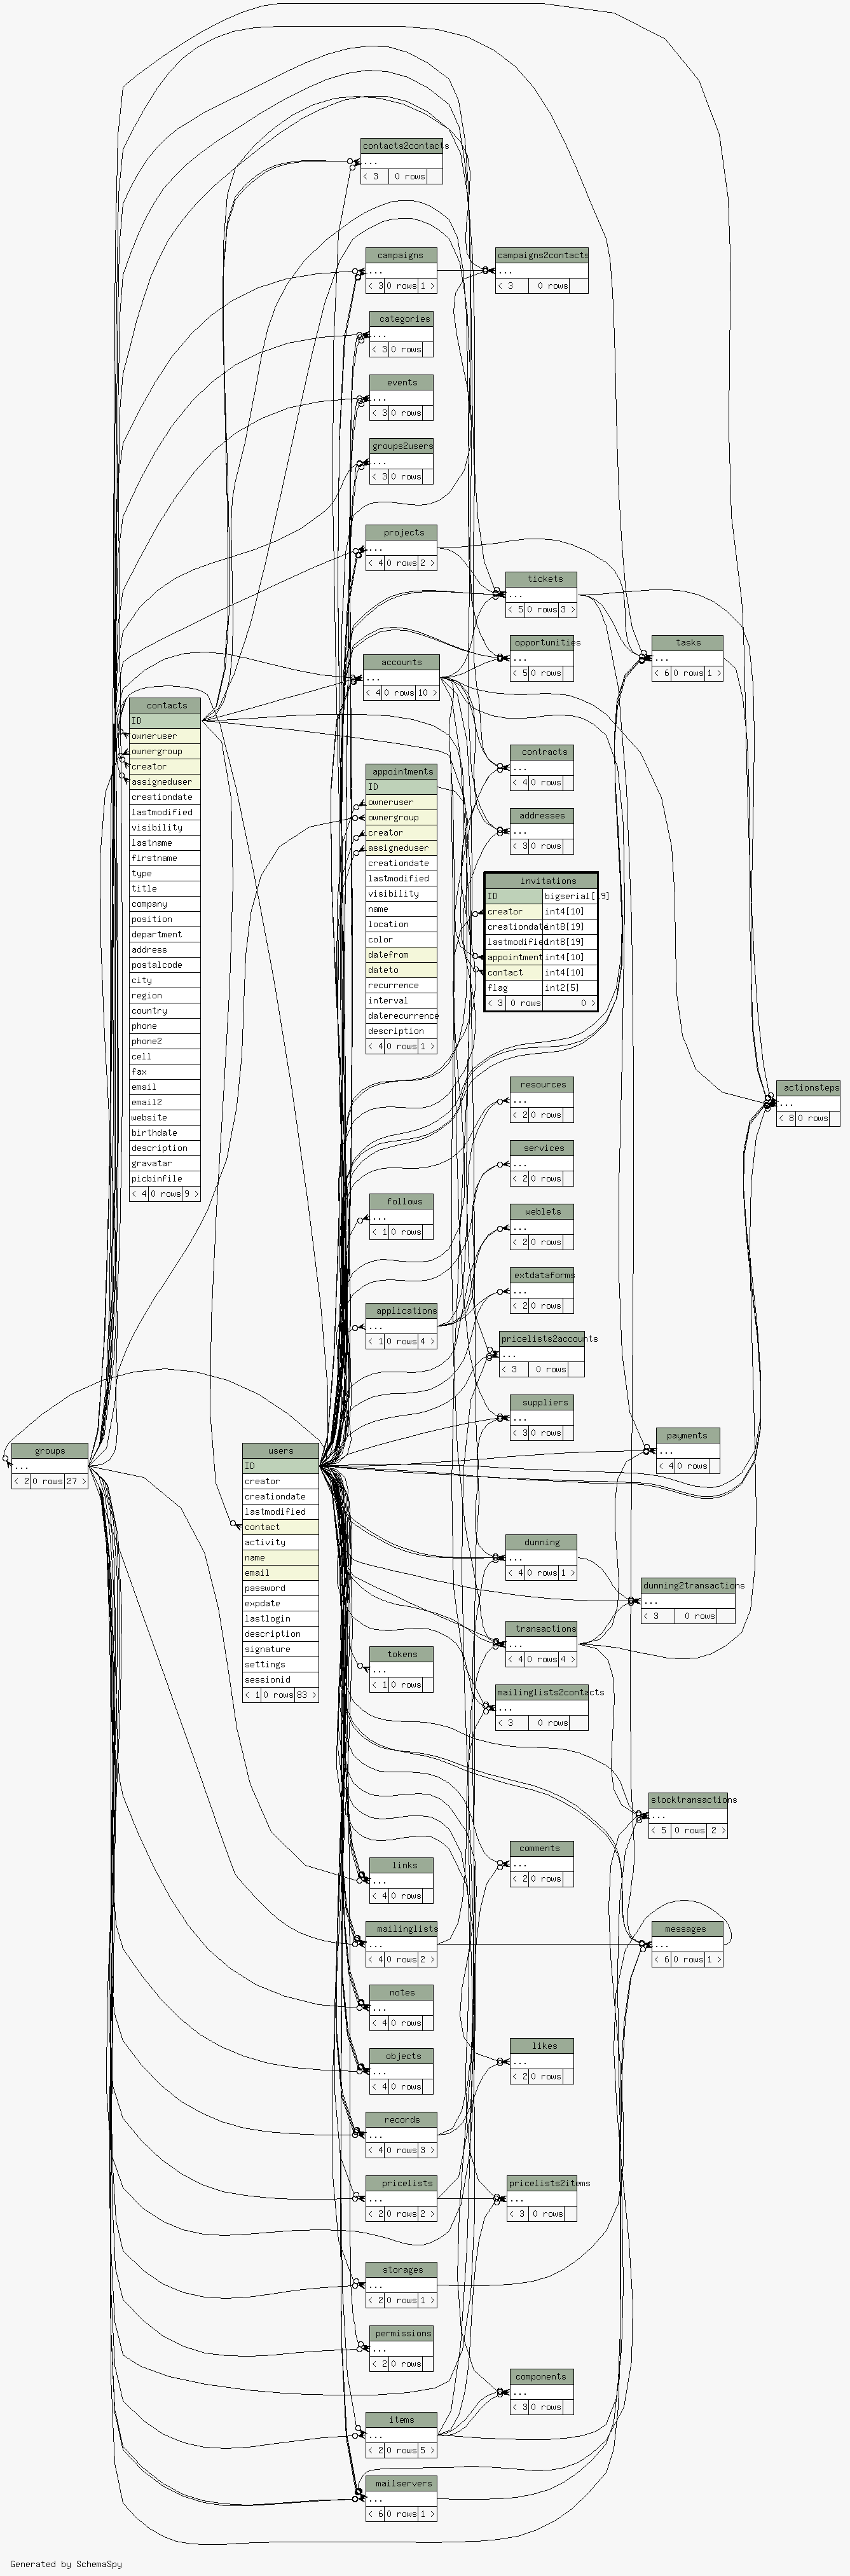 contacts2contacts
...
< 3 0 rows
campaigns
...
< 3 0 rows 1 >
campaigns2contacts
...
< 3 0 rows
categories
...
< 3 0 rows
events
...
< 3 0 rows
groups2users
...
< 3 0 rows
projects
...
< 4 0 rows 2 >
tickets
...
< 5 0 rows 3 >
opportunities
...
< 5 0 rows
tasks
...
< 6 0 rows 1 >
accounts
...
< 4 0 rows 10 >
contacts
ID
owneruser
ownergroup
creator
assigneduser
creationdate
lastmodified
visibility
lastname
firstname
type
title
company
position
department
address
postalcode
city
region
country
phone
phone2
cell
fax
email
email2
website
birthdate
description
gravatar
picbinfile
< 4 0 rows 9 >
contracts
...
< 4 0 rows
appointments
ID
owneruser
ownergroup
creator
assigneduser
creationdate
lastmodified
visibility
name
location
color
datefrom
dateto
recurrence
interval
daterecurrence
description
< 4 0 rows 1 >
addresses
...
< 3 0 rows
invitations
ID bigserial[19]
creator int4[10]
creationdate int8[19]
lastmodified int8[19]
appointment int4[10]
contact int4[10]
flag int2[5]
< 3 0 rows 0 >
resources
...
< 2 0 rows
actionsteps
...
< 8 0 rows
services
...
< 2 0 rows
follows
...
< 1 0 rows
weblets
...
< 2 0 rows
extdataforms
...
< 2 0 rows
applications
...
< 1 0 rows 4 >
pricelists2accounts
...
< 3 0 rows
suppliers
...
< 3 0 rows
payments
...
< 4 0 rows
groups
...
< 2 0 rows 27 >
users
ID
creator
creationdate
lastmodified
contact
activity
name
email
password
expdate
lastlogin
description
signature
settings
sessionid
< 1 0 rows 83 >
dunning
...
< 4 0 rows 1 >
dunning2transactions
...
< 3 0 rows
transactions
...
< 4 0 rows 4 >
tokens
...
< 1 0 rows
mailinglists2contacts
...
< 3 0 rows
stocktransactions
...
< 5 0 rows 2 >
comments
...
< 2 0 rows
links
...
< 4 0 rows
mailinglists
...
< 4 0 rows 2 >
messages
...
< 6 0 rows 1 >
notes
...
< 4 0 rows
likes
...
< 2 0 rows
objects
...
< 4 0 rows
records
...
< 4 0 rows 3 >
pricelists
...
< 2 0 rows 2 >
pricelists2items
...
< 3 0 rows
storages
...
< 2 0 rows 1 >
permissions
...
< 2 0 rows
components
...
< 3 0 rows
items
...
< 2 0 rows 5 >
mailservers
...
< 6 0 rows 1 >
Generated by SchemaSpy